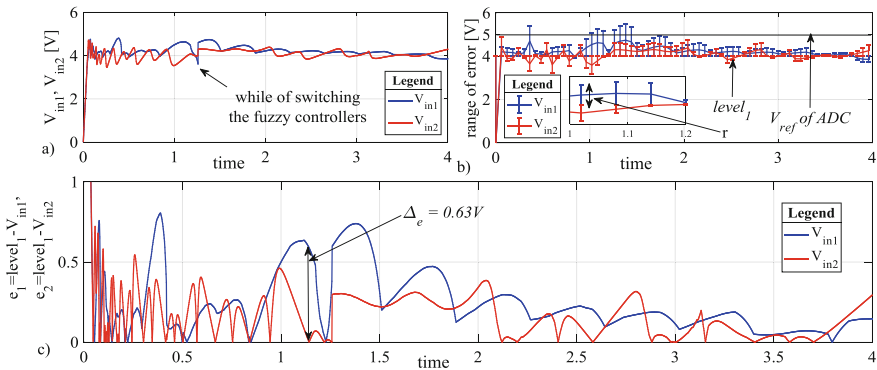 V_in1, V_in2 [V]
6
4
2
0
0
1
2
3
4
time
a)
while of switching
the fuzzy controllers
Legend
V_in1
V_in2
range of error [V]
6
5
4
2
0
0
1
2
3
4
time
b)
Legend
V_in1
V_in2
1
1.1
1.2
r
level_1
V_ref of ADC
e_1=level_1-V_in1,
e_2=level_1-V_in2
1
0.5
0
0
0.5
1
1.5
2
2.5
3
3.5
4
time
c)
Δ_e = 0.63V
Legend
V_in1
V_in2